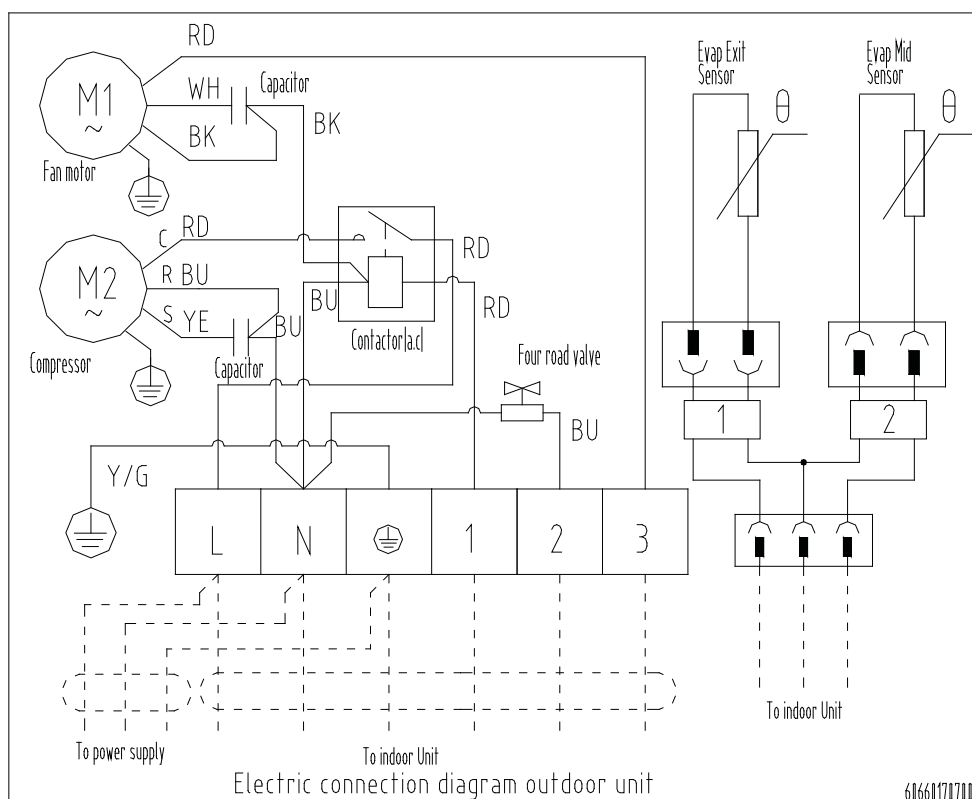 RD
Evap Exit
Sensor
Evap Mid
Sensor
M1
~
WH
Capacitor
BK
BK
θ
θ
Fan motor
C
RD
RD
M2
~
R BU
BU
RD
S YE
BU
Compressor
Capacitor
Contactor(a.c)
Four road valve
BU
1
2
Y/G
L
N
1
2
3
To power supply
To indoor Unit
To indoor Unit
Electric connection diagram outdoor unit